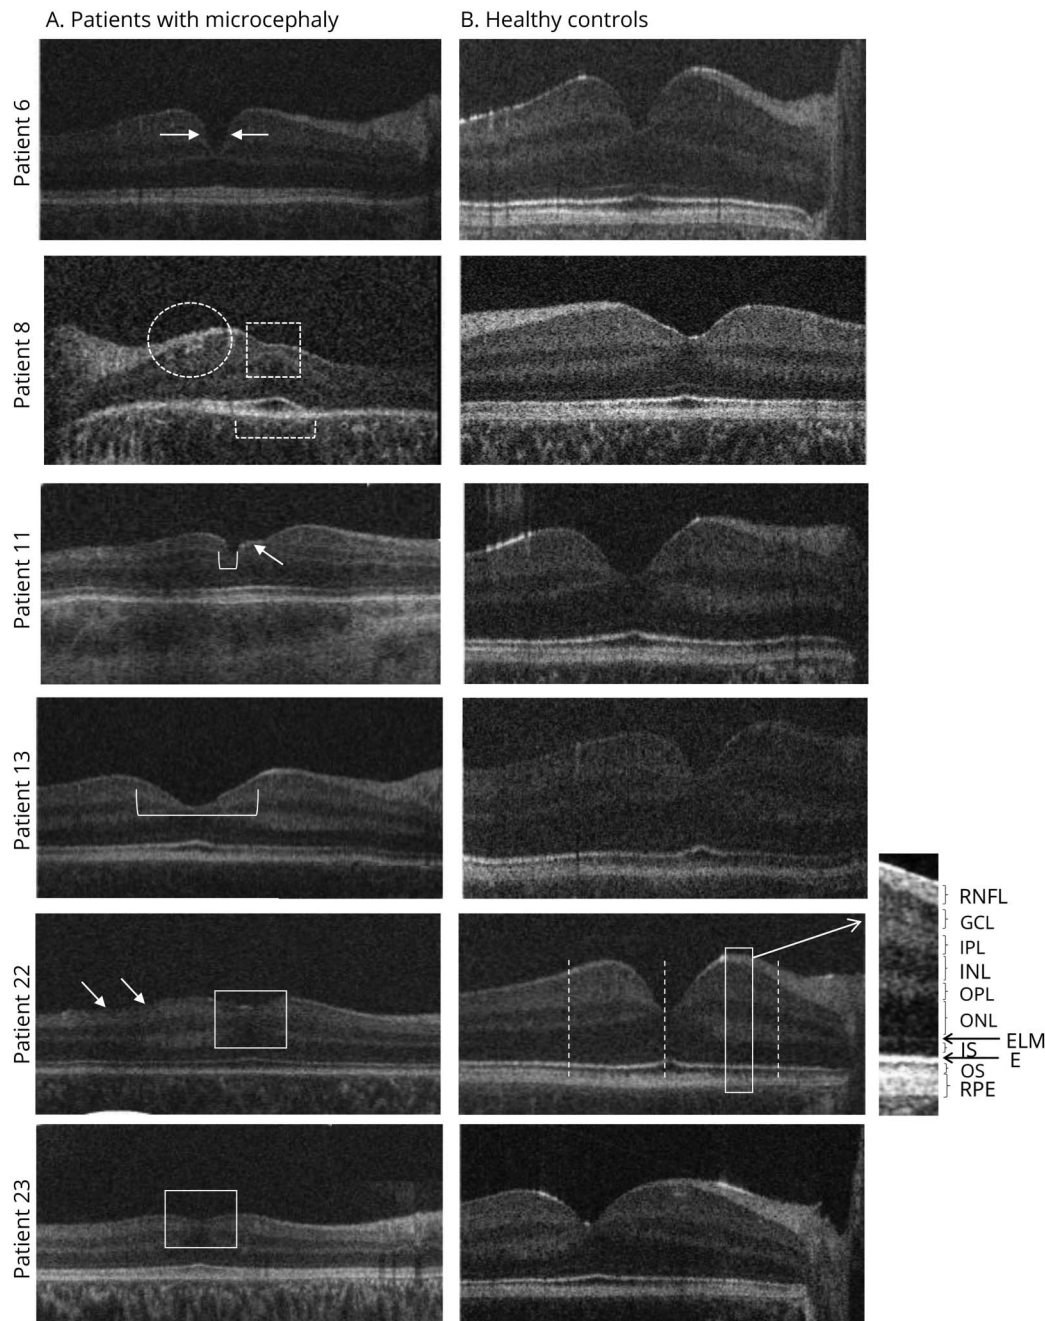 A. Patients with microcephaly
B. Healthy controls
Patient 6
Patient 8
Patient 11
Patient 13
Patient 22
Patient 23
RNFL
GCL
IPL
INL
OPL
ONL
ELM
IS
E
OS
RPE